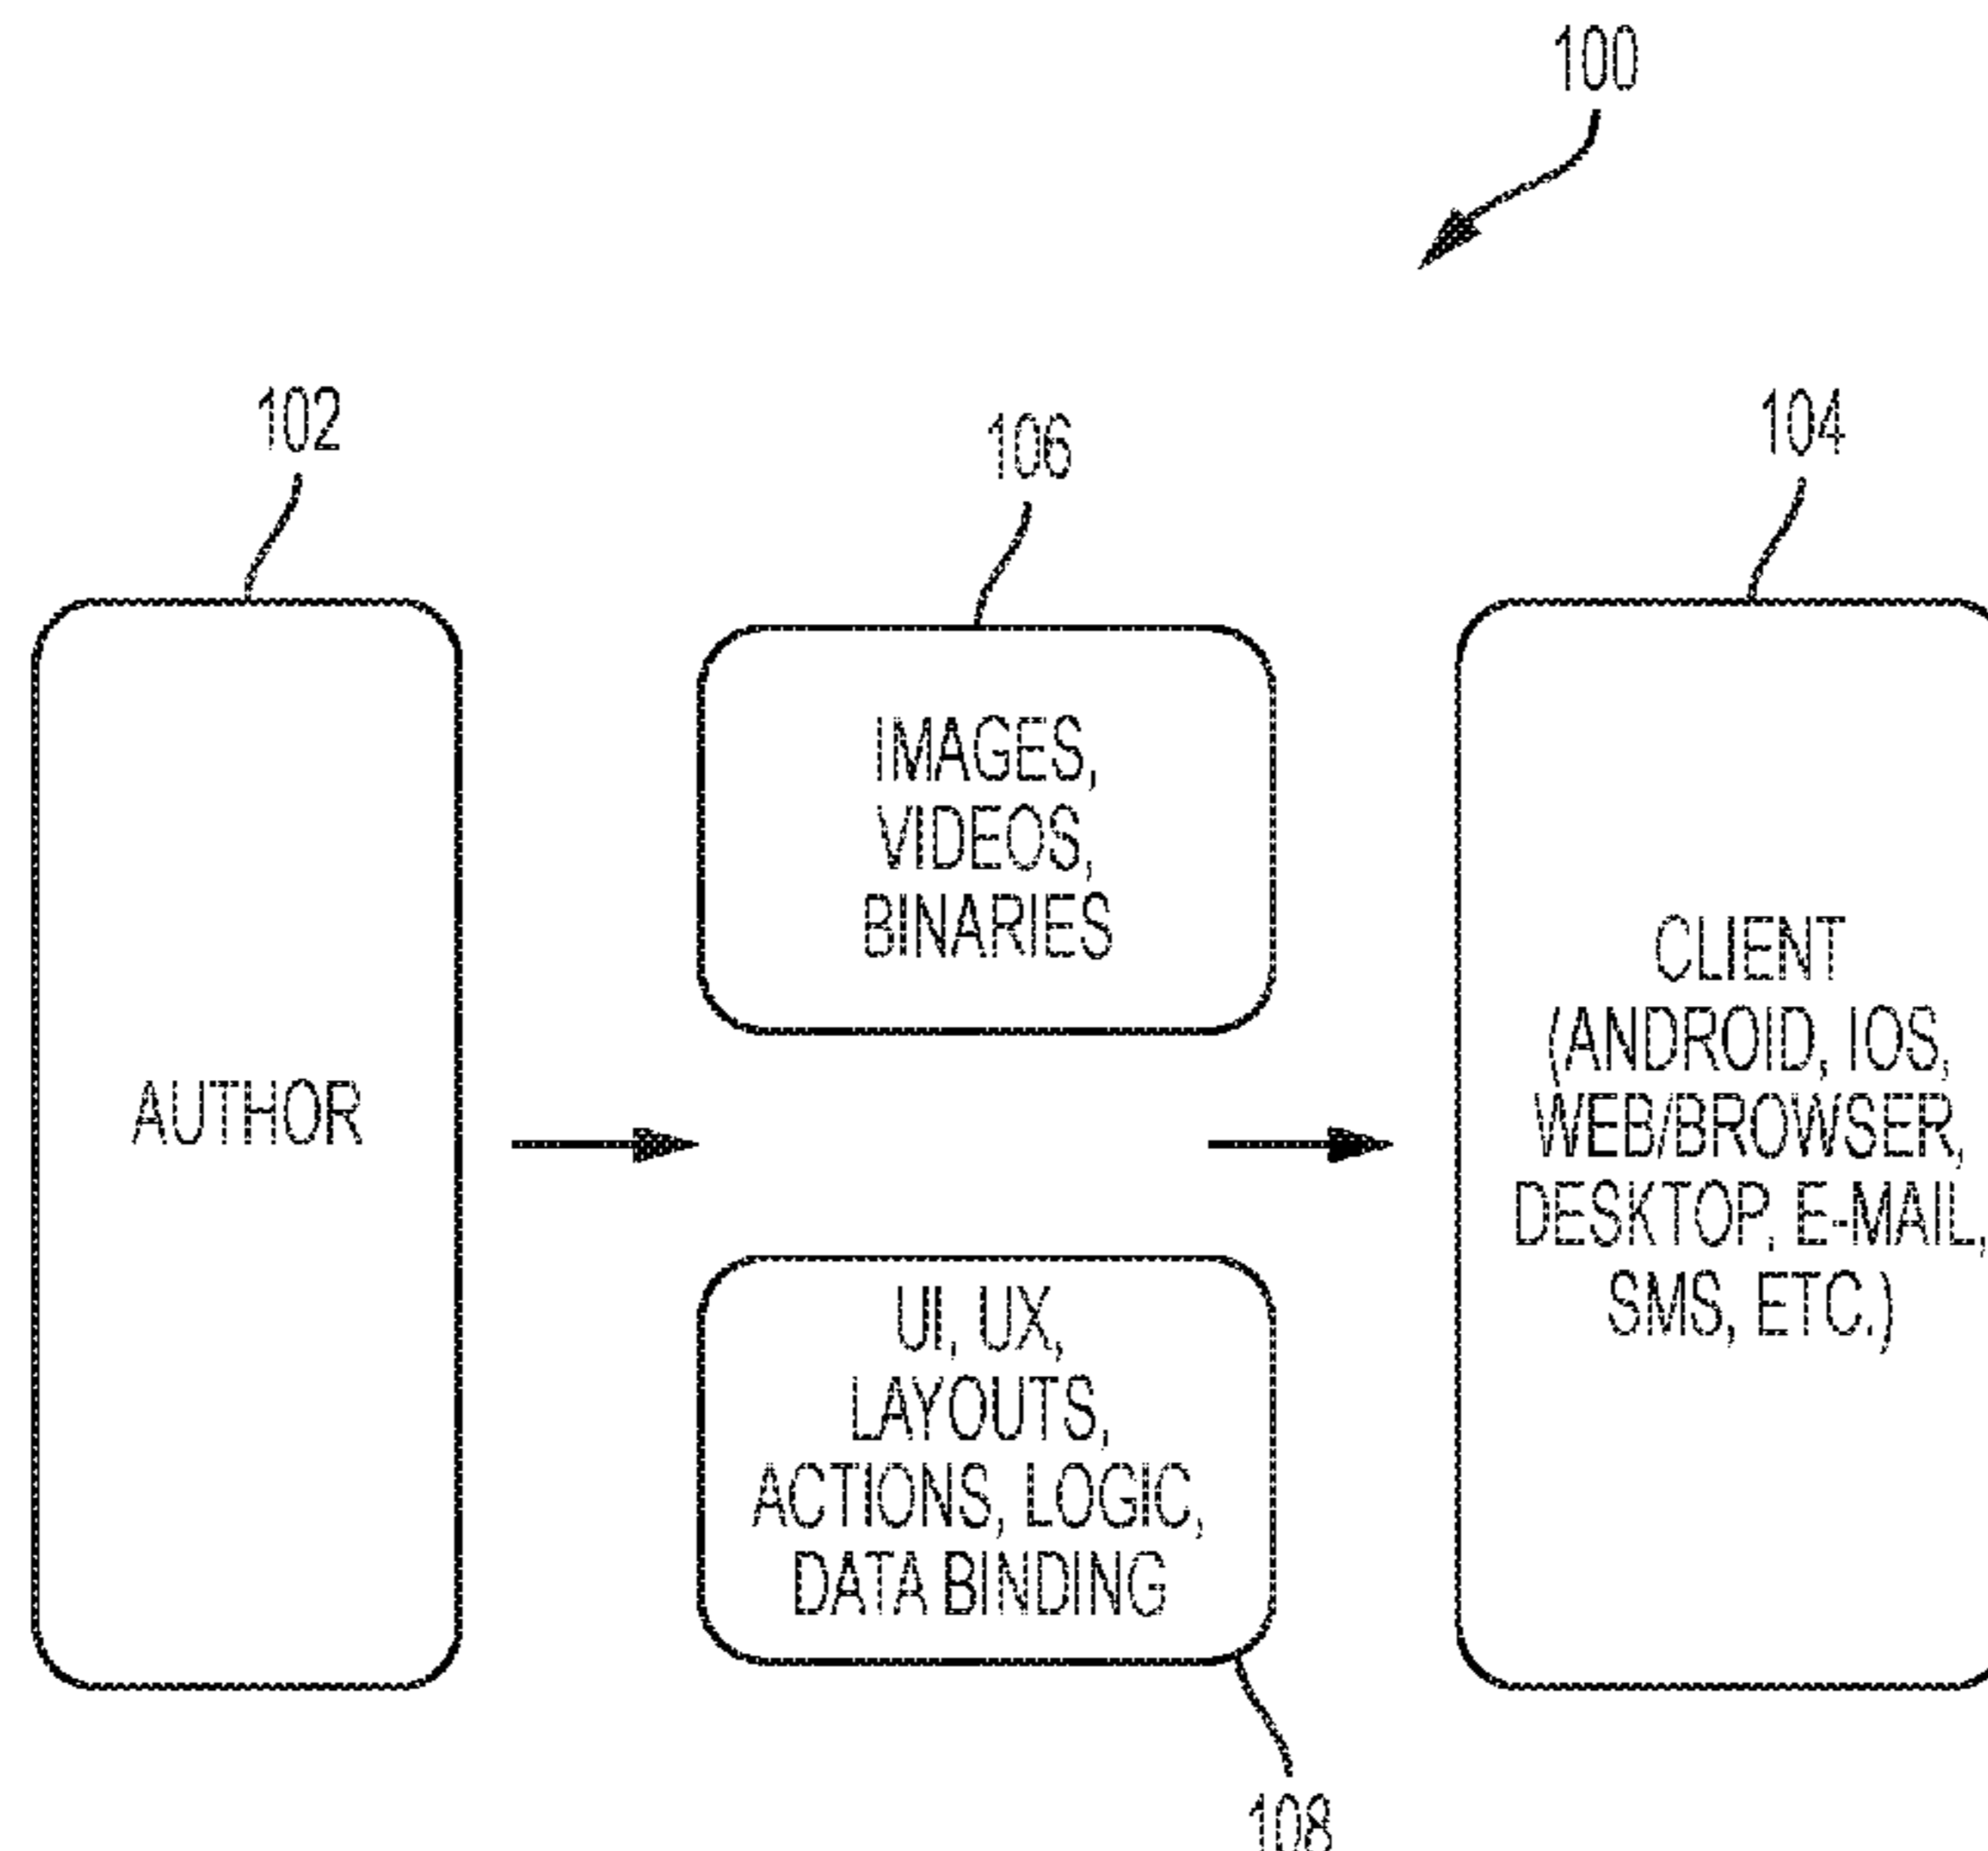 100
102
106
104
IMAGES,
VIDEOS,
BINARIES
AUTHOR
CLIENT
(ANDROID, IOS,
WEB/BROWSER,
DESKTOP, E-MAIL,
SMS, ETC.)
UI, UX,
LAYOUTS,
ACTIONS, LOGIC,
DATA BINDING
108